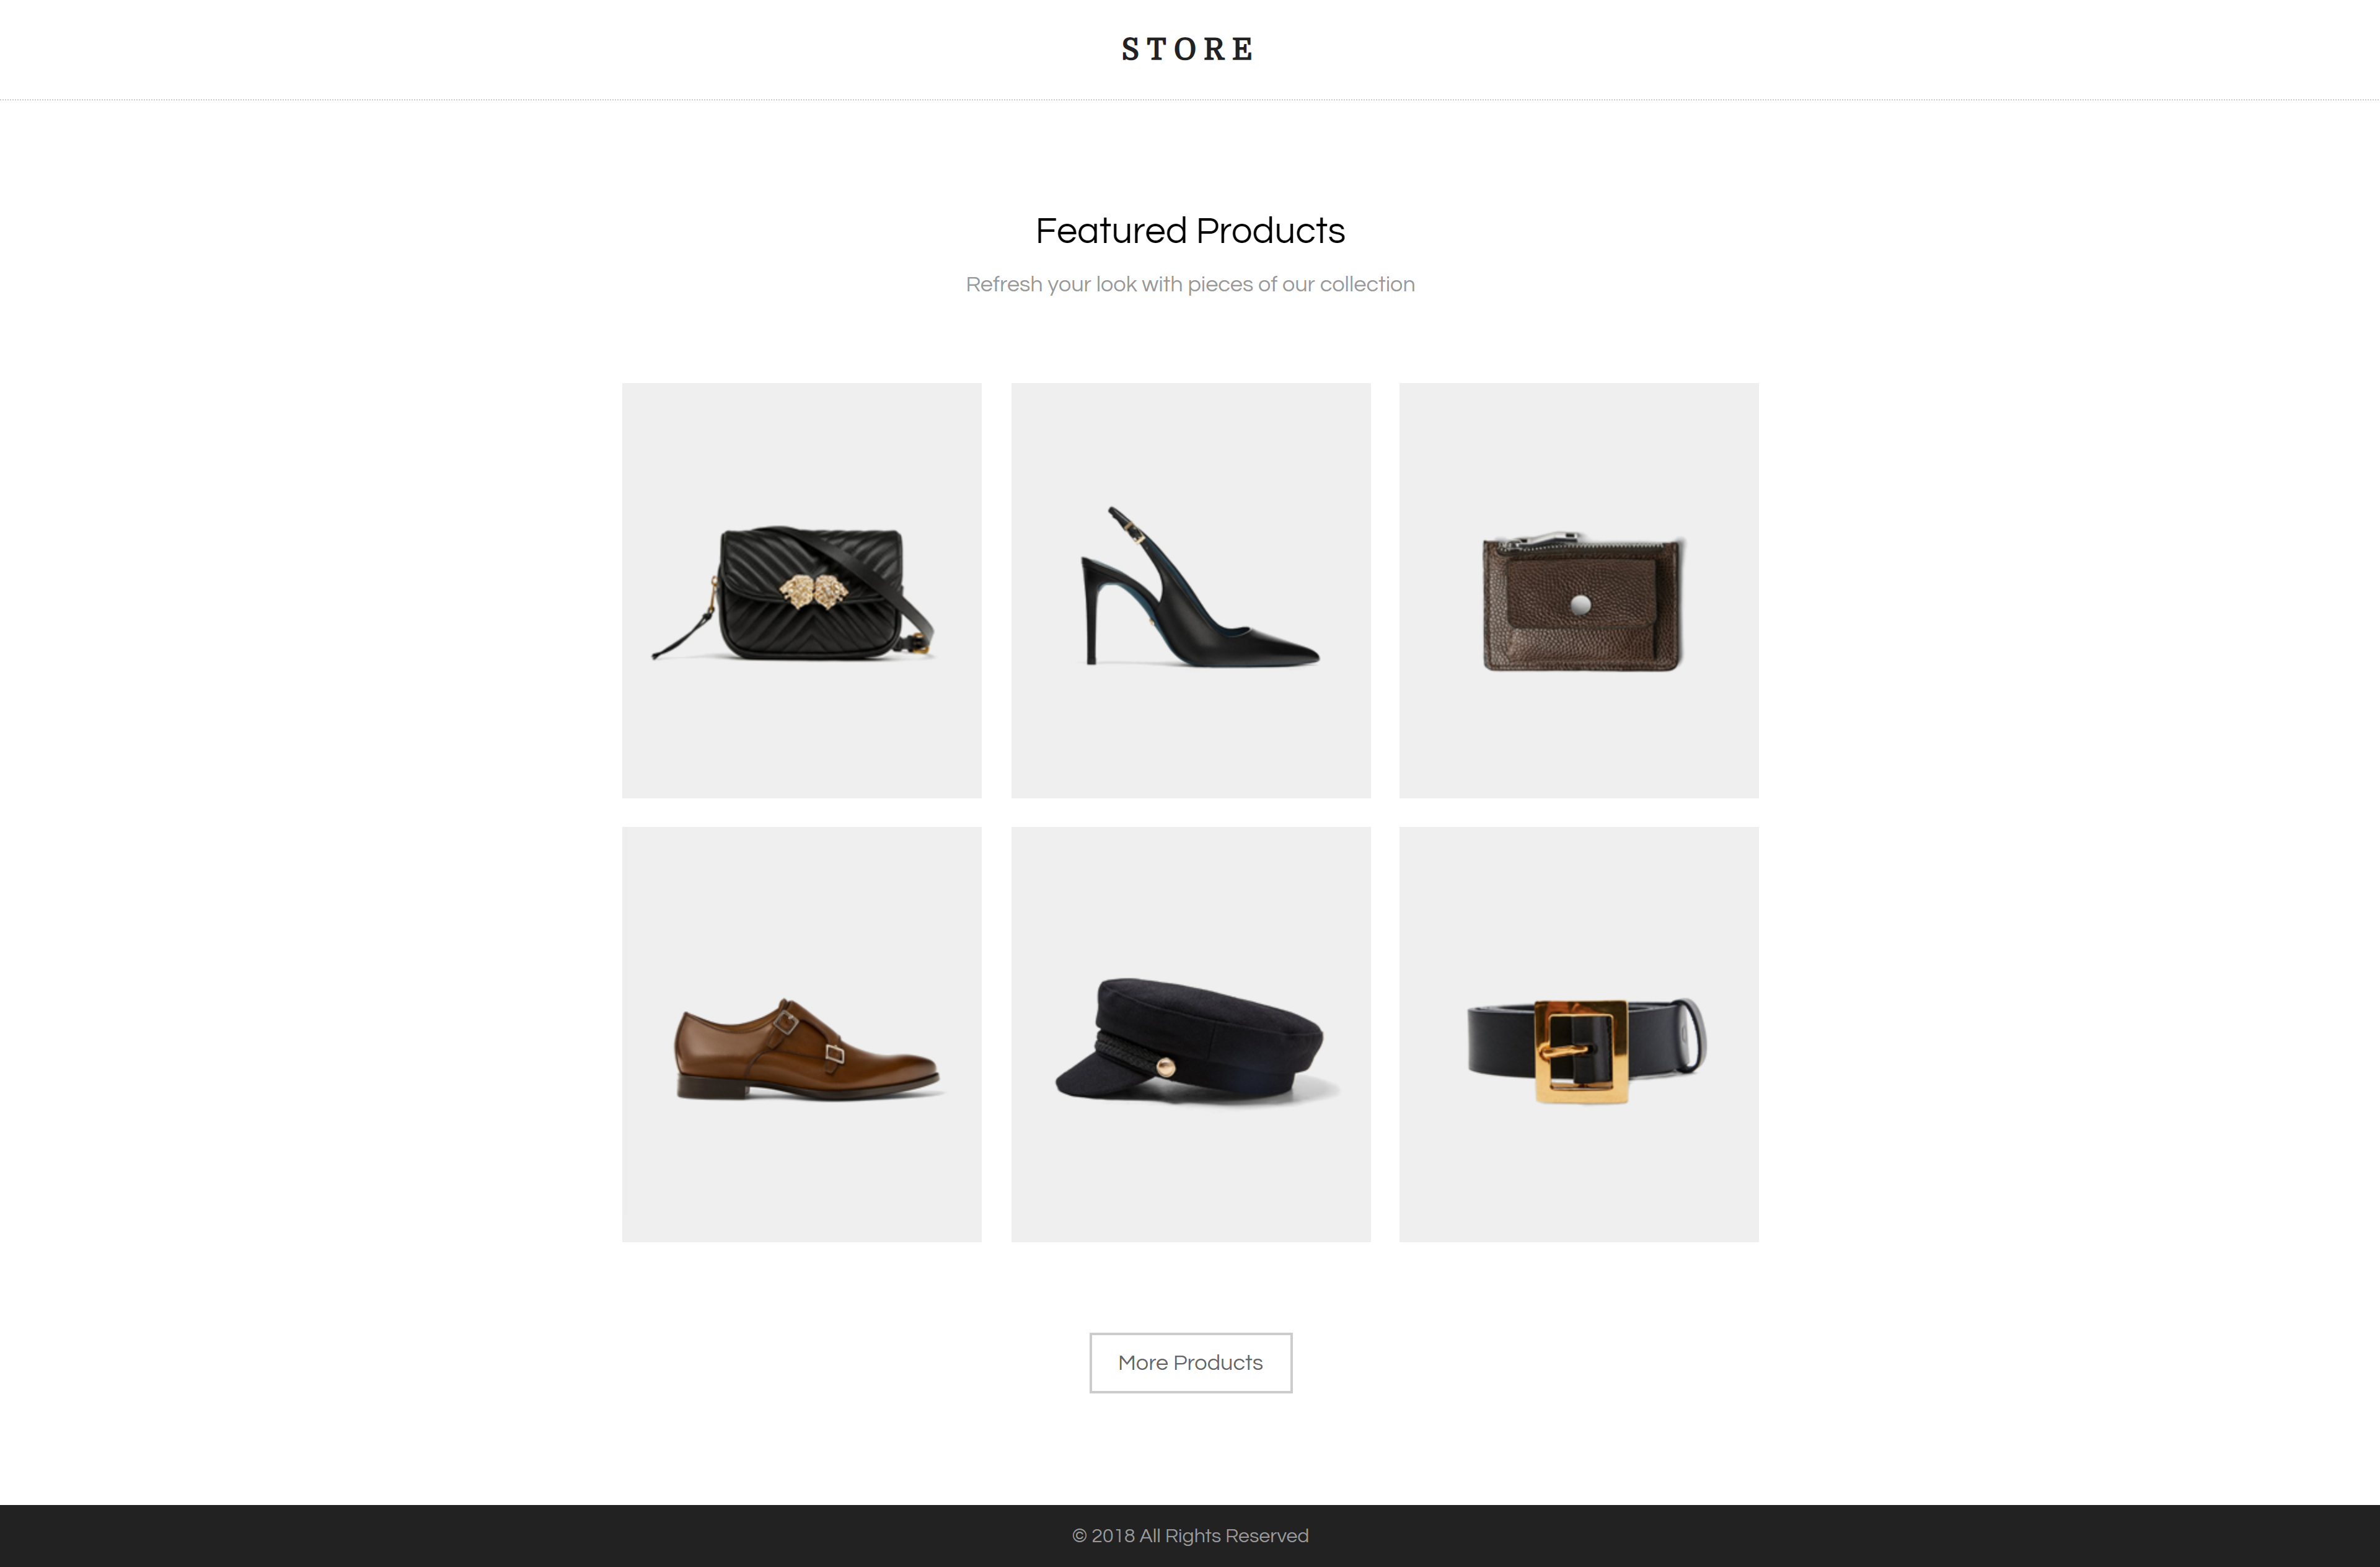 STORE
Featured Products
Refresh your look with pieces of our collection
More Products
© 2018 All Rights Reserved